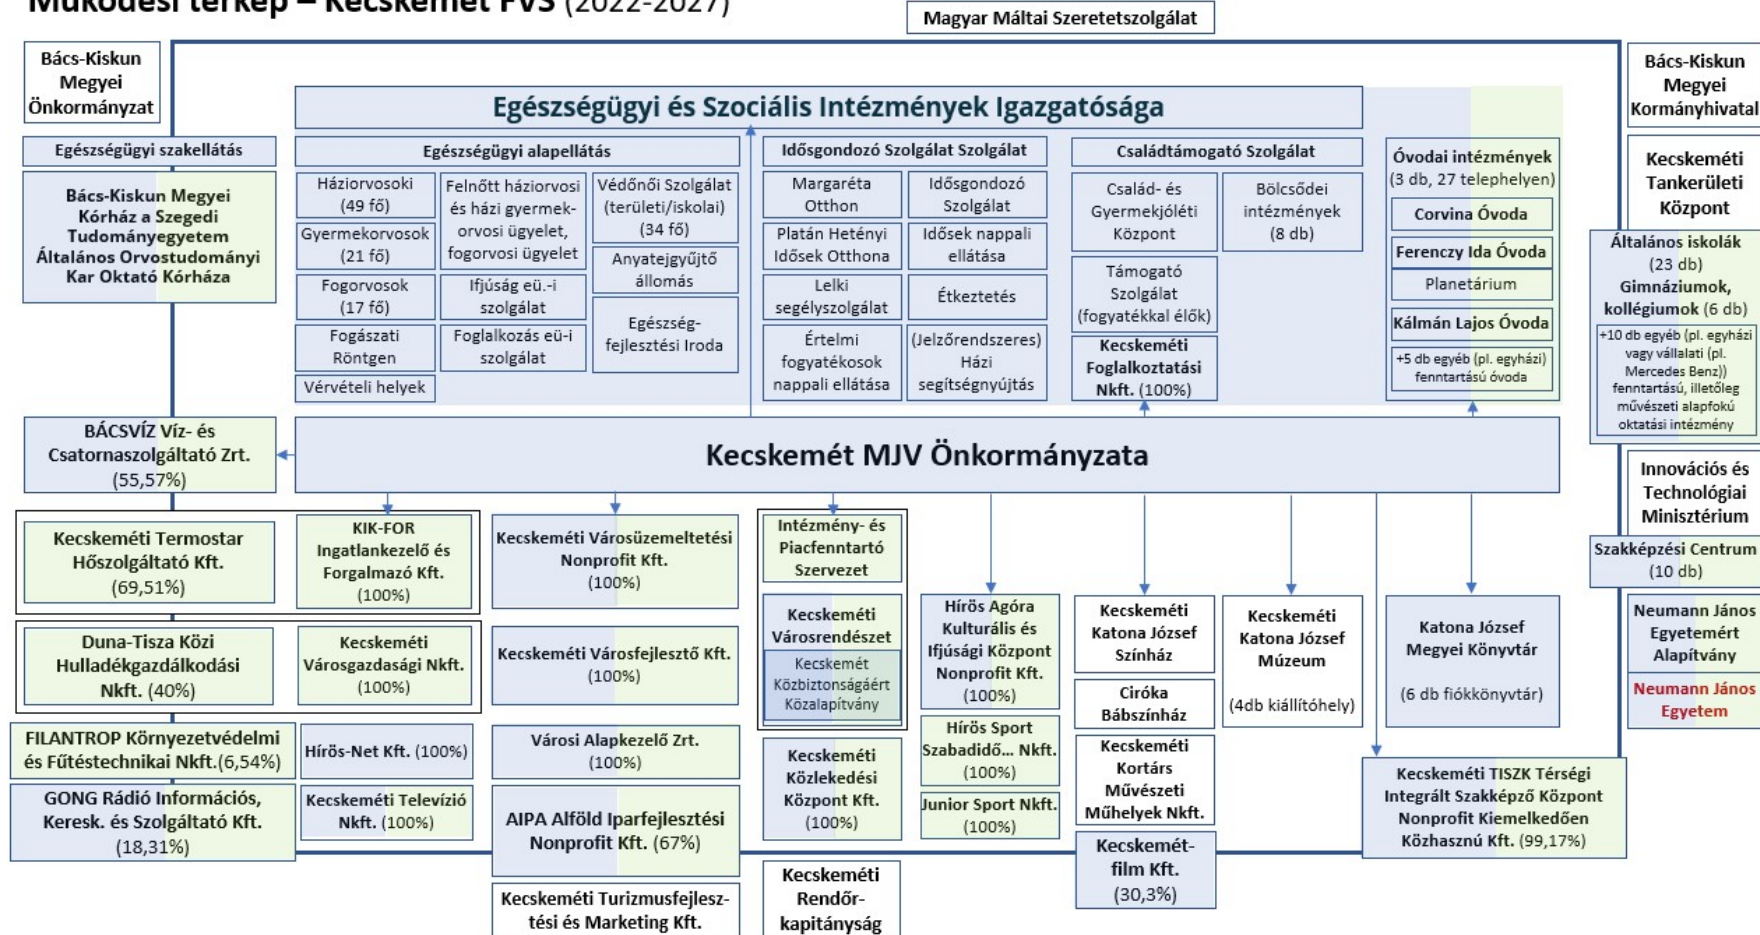 Működési térkép – Kecskemét FVS (2022-2027)
Magyar Máltai Szeretetszolgálat
Bács-Kiskun
Megyei
Önkormányzat
Bács-Kiskun
Megyei
Kormányhivatal
Egészségügyi és Szociális Intézmények Igazgatósága
Egészségügyi szakellátás
Bács-Kiskun Megyei
Kórház a Szegedi
Tudományegyetem
Általános Orvostudományi
Kar Oktató Kórháza
Egészségügyi alapellátás
Háziorvosoki
(49 fő)
Gyermekorvosok
(21 fő)
Fogorvosok
(17 fő)
Fogászati
Röntgen
Vérvételi helyek
Felnőtt háziorvosi
és házi gyermek-
orvosi ügyelet,
fogorvosi ügyelet
Ifjúság eü.-i
szolgálat
Foglalkozás eü-i
szolgálat
Védőnői Szolgálat
(területi/iskolai)
(34 fő)
Anyatejgyűjtő
állomás
Egészség-
fejlesztési Iroda
Idősgondozó Szolgálat Szolgálat
Margaréta
Otthon
Platán Hetényi
Idősek Otthona
Lelki
segélyszolgálat
Értelmi
fogyatékosok
nappali ellátása
Idősgondozó
Szolgálat
Idősek nappali
ellátása
Étkeztetés
(Jelzőrendszeres)
Házi
segítségnyújtás
Családtámogató Szolgálat
Család- és
Gyermekjóléti
Központ
Támogató
Szolgálat
(fogyatékkal élők)
Kecskeméti
Foglalkoztatási
Nkft. (100%)
Bölcsődei
intézmények
(8 db)
Óvodai intézmények
(3 db, 27 telephelyen)
Corvina Óvoda
Ferenczy Ida Óvoda
Planetárium
Kálmán Lajos Óvoda
+5 db egyéb (pl. egyházi)
fenntartású óvoda
Kecskeméti
Tankerületi
Központ
Általános iskolák
(23 db)
Gimnáziumok,
kollégiumok (6 db)
+10 db egyéb (pl. egyházi
vagy vállalati (pl.
Mercedes Benz))
fenntartású, illetőleg
művészeti alapfokú
oktatási intézmény
BÁCSVÍZ Víz- és
Csatornaszolgáltató Zrt.
(55,57%)
Kecskemét MJV Önkormányzata
Innovációs és
Technológiai
Minisztérium
Szakképzési Centrum
(10 db)
Neumann János
Egyetemért
Alapítvány
Neumann János
Egyetem
Kecskeméti Termostar
Hőszolgáltató Kft.
(69,51%)
KIK-FOR
Ingatlankezelő és
Forgalmazó Kft.
(100%)
Duna-Tisza Közi
Hulladékgazdálkodási
Nkft. (40%)
Kecskeméti
Városgazdasági Nkft.
(100%)
FILANTROP Környezetvédelmi
és Fűtéstechnikai Nkft.(6,54%)
Hírös-Net Kft. (100%)
GONG Rádió Információs,
Keresk. és Szolgáltató Kft.
(18,31%)
Kecskeméti Televízió
Nkft. (100%)
Kecskeméti Városüzemeltetési
Nonprofit Kft.
(100%)
Kecskeméti Városfejlesztő Kft.
(100%)
Városi Alapkezelő Zrt.
(100%)
AIPA Alföld Iparfejlesztési
Nonprofit Kft. (67%)
Kecskeméti Turizmusfejlesz-
tési és Marketing Kft.
Intézmény- és
Piacfenntartó
Szervezet
Kecskeméti
Városrendészet
Kecskemét
Közbiztonságáért
Közalapítvány
Kecskeméti
Közlekedési
Központ Kft.
(100%)
Kecskeméti
Rendőr-
kapitányság
Hírös Agóra
Kulturális és
Ifjúsági Központ
Nonprofit Kft.
(100%)
Hírös Sport
Szabadidő... Nkft.
(100%)
Junior Sport Nkft.
(100%)
Kecskeméti
Katona József
Színház
Ciróka
Bábszínház
Kecskeméti
Kortárs
Művészeti
Műhelyek Nkft.
Kecskemét-
film Kft.
(30,3%)
Kecskeméti
Katona József
Múzeum
(4db kiállítóhely)
Katona József
Megyei Könyvtár
(6 db fiókkönyvtár)
Kecskeméti TISZK Térségi
Integrált Szakképző Központ
Nonprofit Kiemelkedően
Közhasznú Kft. (99,17%)